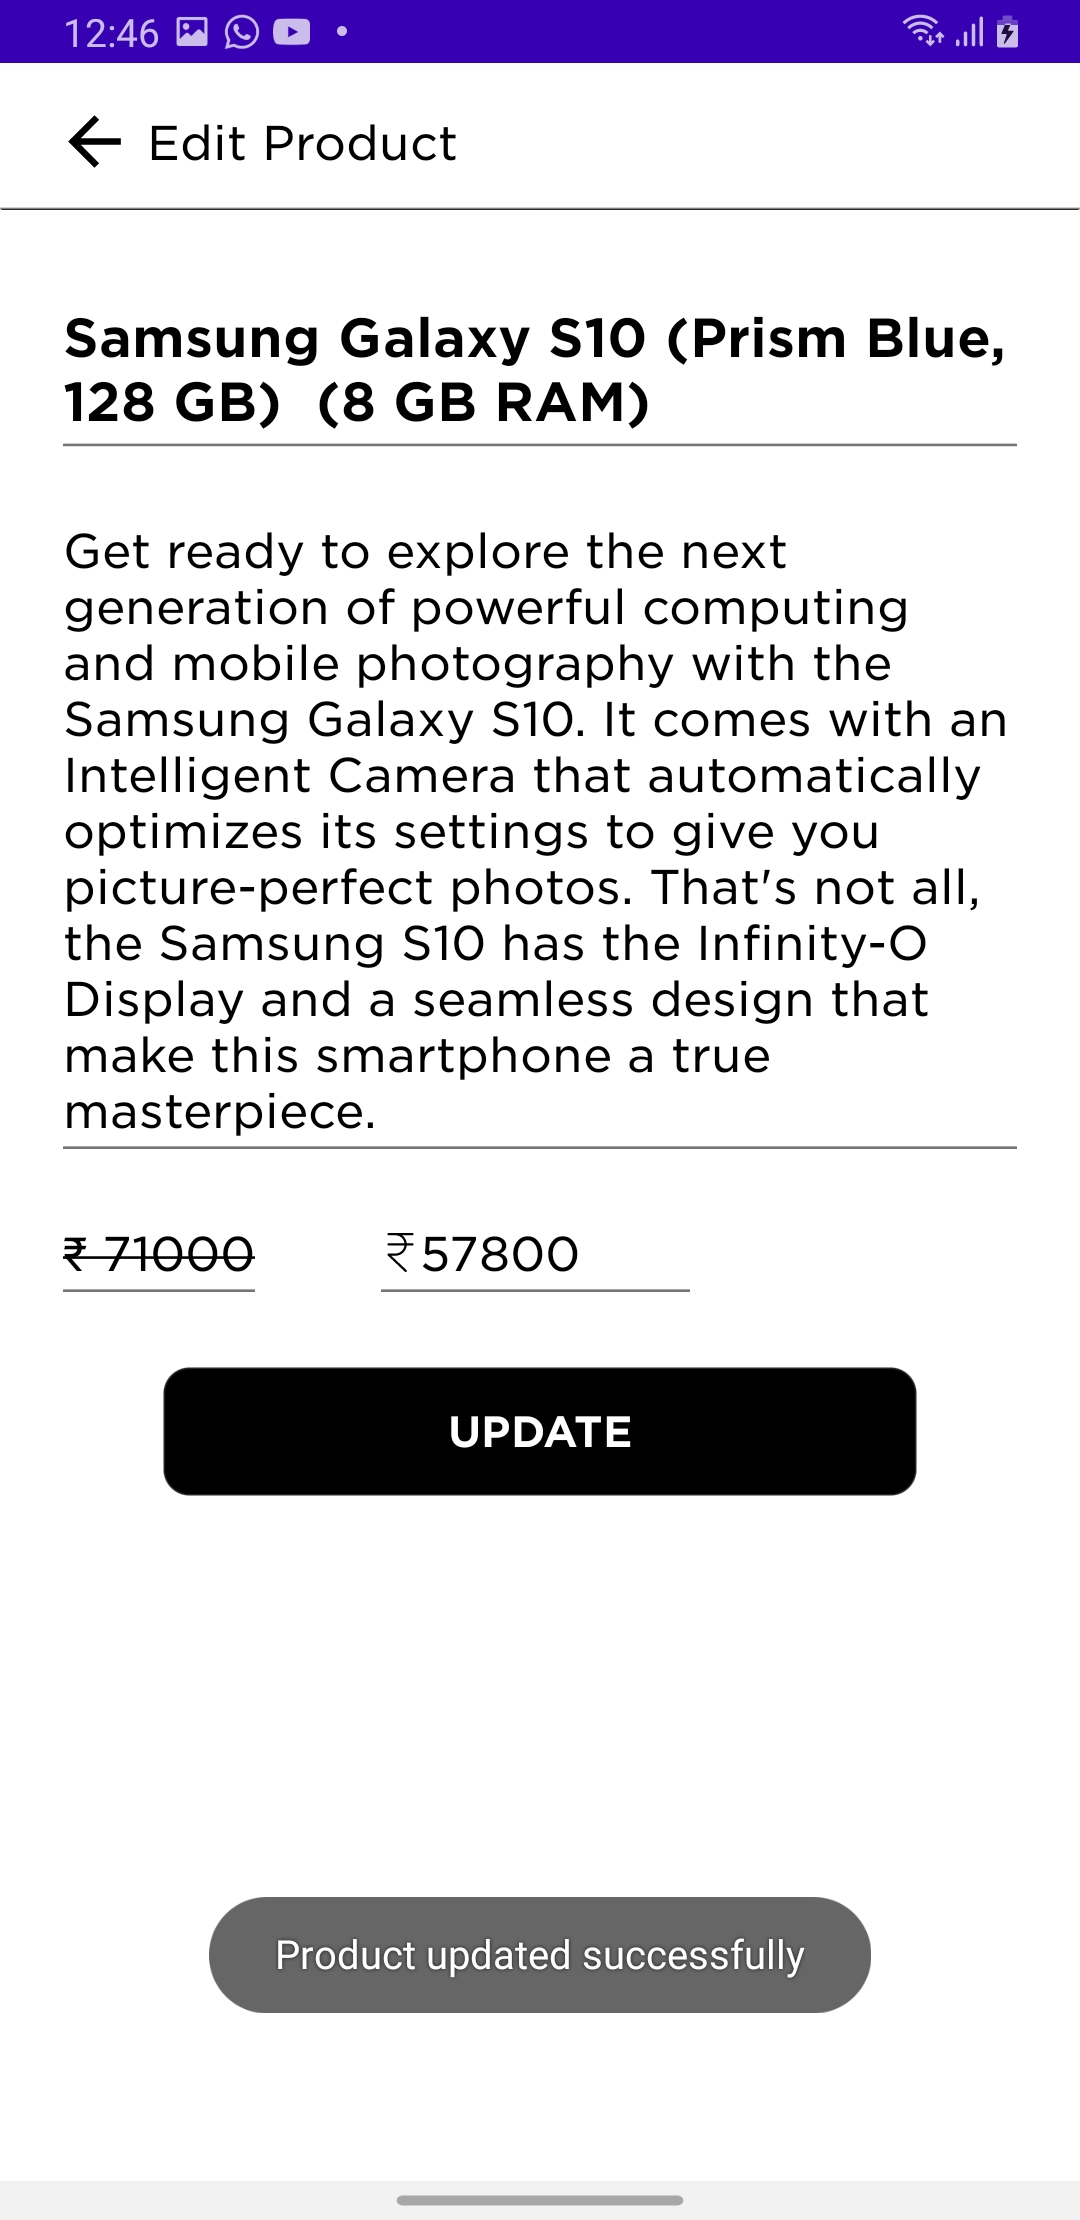 12:46
Edit Product
Samsung Galaxy S10 (Prism Blue,
128 GB)  (8 GB RAM)
Get ready to explore the next
generation of powerful computing
and mobile photography with the
Samsung Galaxy S10. It comes with an
Intelligent Camera that automatically
optimizes its settings to give you
picture-perfect photos. That's not all,
the Samsung S10 has the Infinity-O
Display and a seamless design that
make this smartphone a true
masterpiece.
₹ 71000 ₹57800
UPDATE
Product updated successfully